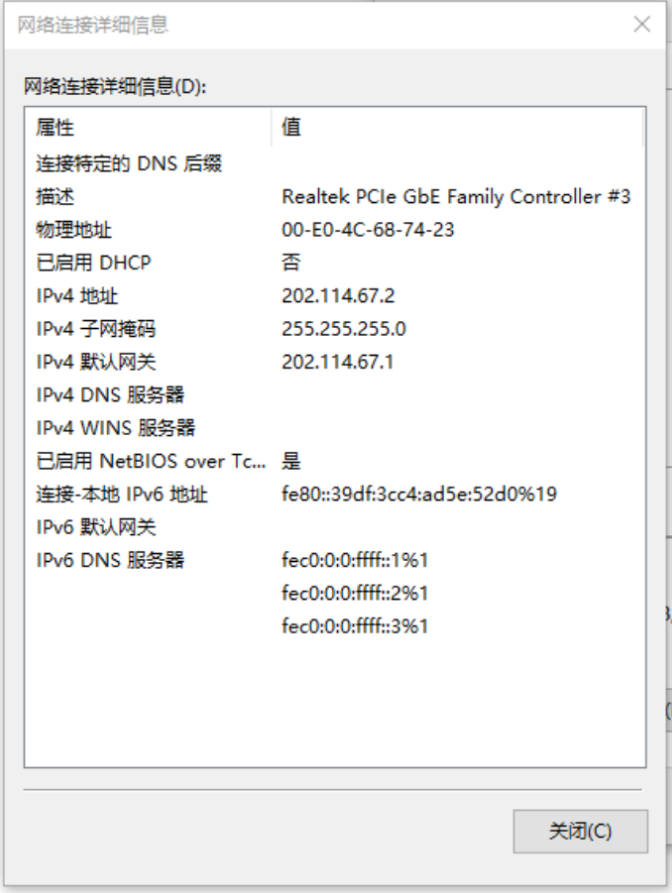 网络连接详细信息
网络连接详细信息(D):
属性 值
连接特定的 DNS 后缀
描述 Realtek PCIe GbE Family Controller #3
物理地址 00-E0-4C-68-74-23
已启用 DHCP 否
IPv4 地址 202.114.67.2
IPv4 子网掩码 255.255.255.0
IPv4 默认网关 202.114.67.1
IPv4 DNS 服务器
IPv4 WINS 服务器
已启用 NetBIOS over Tc... 是
连接-本地 IPv6 地址 fe80::39df:3cc4:ad5e:52d0%19
IPv6 默认网关
IPv6 DNS 服务器 fec0:0:0:ffff::1%1
fec0:0:0:ffff::2%1
fec0:0:0:ffff::3%1
关闭(C)